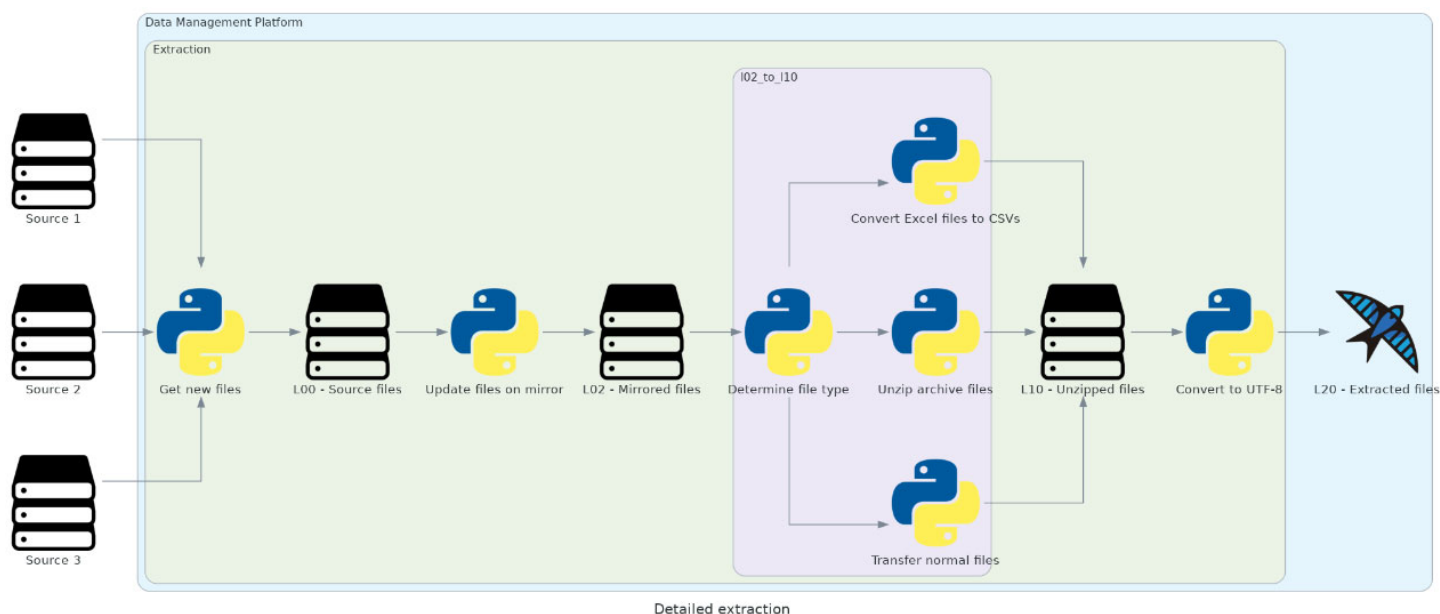 Data Management Platform
Extraction
l02_to_l10
Source 1
Convert Excel files to CSVs
Source 2
Get new files
L00 - Source files
Update files on mirror
L02 - Mirrored files
Determine file type
Unzip archive files
L10 - Unzipped files
Convert to UTF-8
L20 - Extracted files
Source 3
Transfer normal files
Detailed extraction